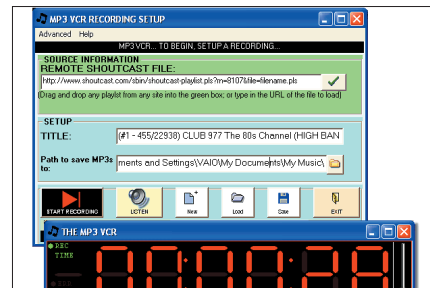 MP3 VCR RECORDING SETUP
Advanced Help
MP3 VCR... TO BEGIN, SETUP A RECORDING...
SOURCE INFORMATION
REMOTE SHOUTCAST FILE:
http://www.shoutcast.com/sbin/shoutcast-playlist.pls?rn=8107&file=filename.pls
(Drag and drop any playlist from any site into the green box; or type in the URL of the file to load)
SETUP
TITLE: (#1 - 455/22938) CLUB 977 The 80s Channel (HIGH BAN
Path to save MP3s to: ments and Settings\VAIO\My Documents\My Music\
START RECORDING LISTEN New Load Save EXIT
THE MP3 VCR
REC
TIME
00:00:28